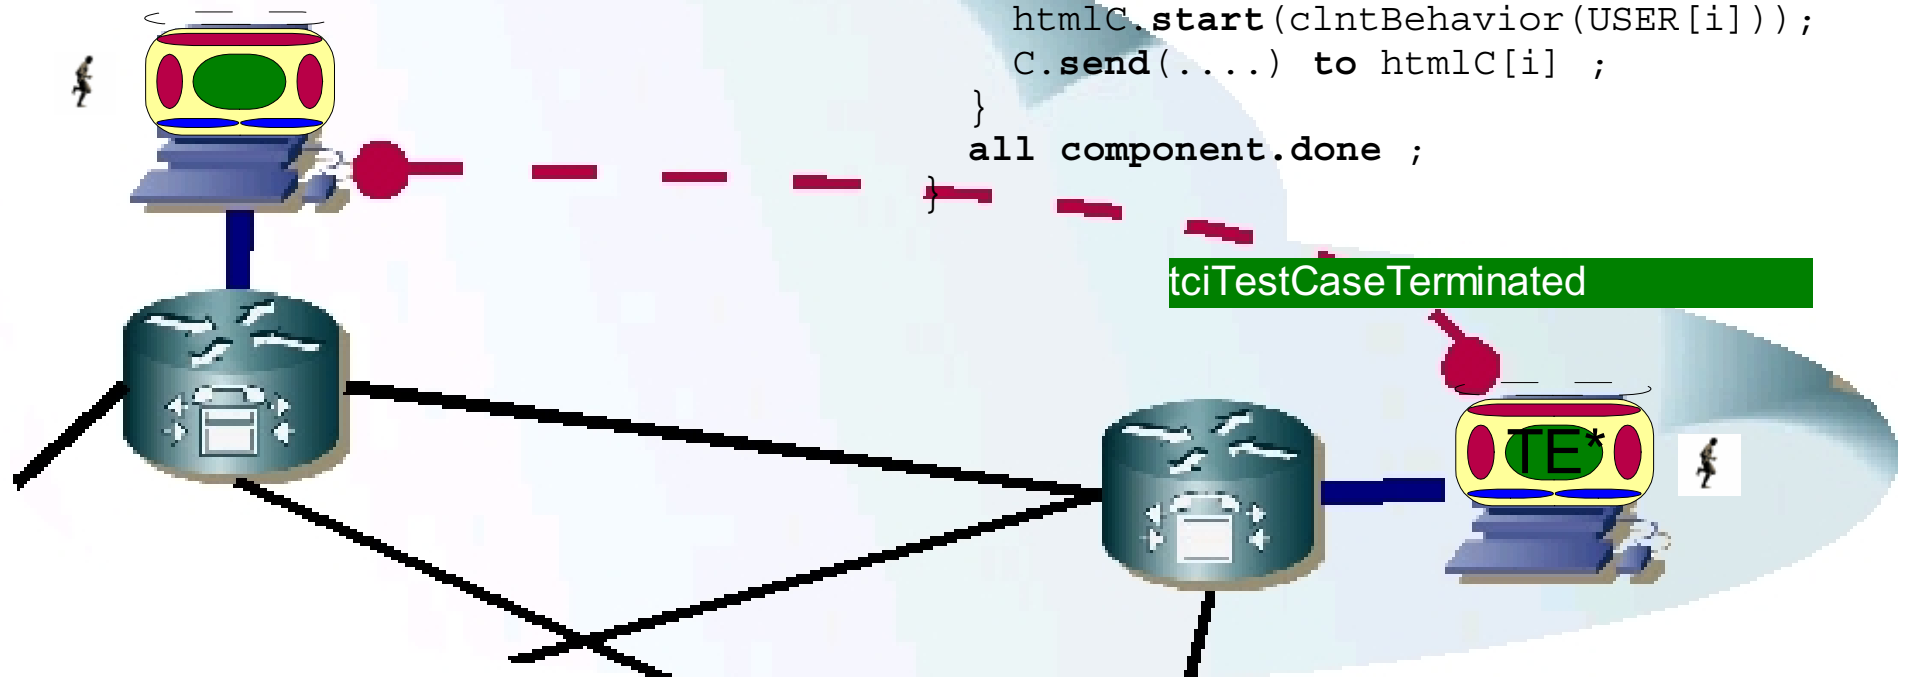 htmlC.start(clntBehavior(USER[i]));
C.send(....) to htmlC[i] ;
}
all component.done ;
}
tciTestCaseTerminated
TE*